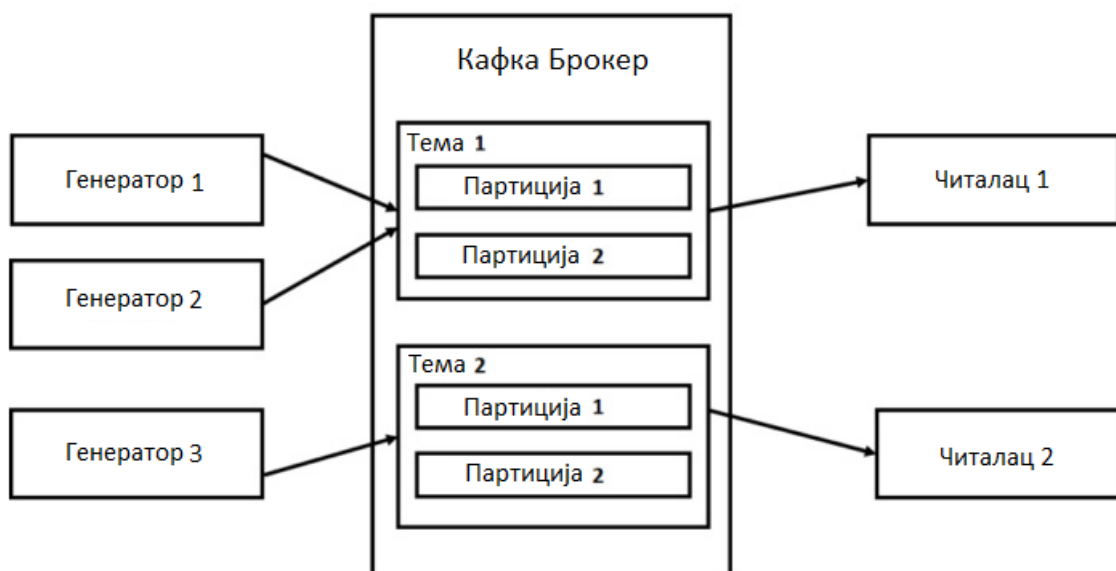 Кафка Брокер
Генератор 1
Генератор 2
Генератор 3
Тема 1
Партиција 1
Партиција 2
Тема 2
Партиција 1
Партиција 2
Читалац 1
Читалац 2